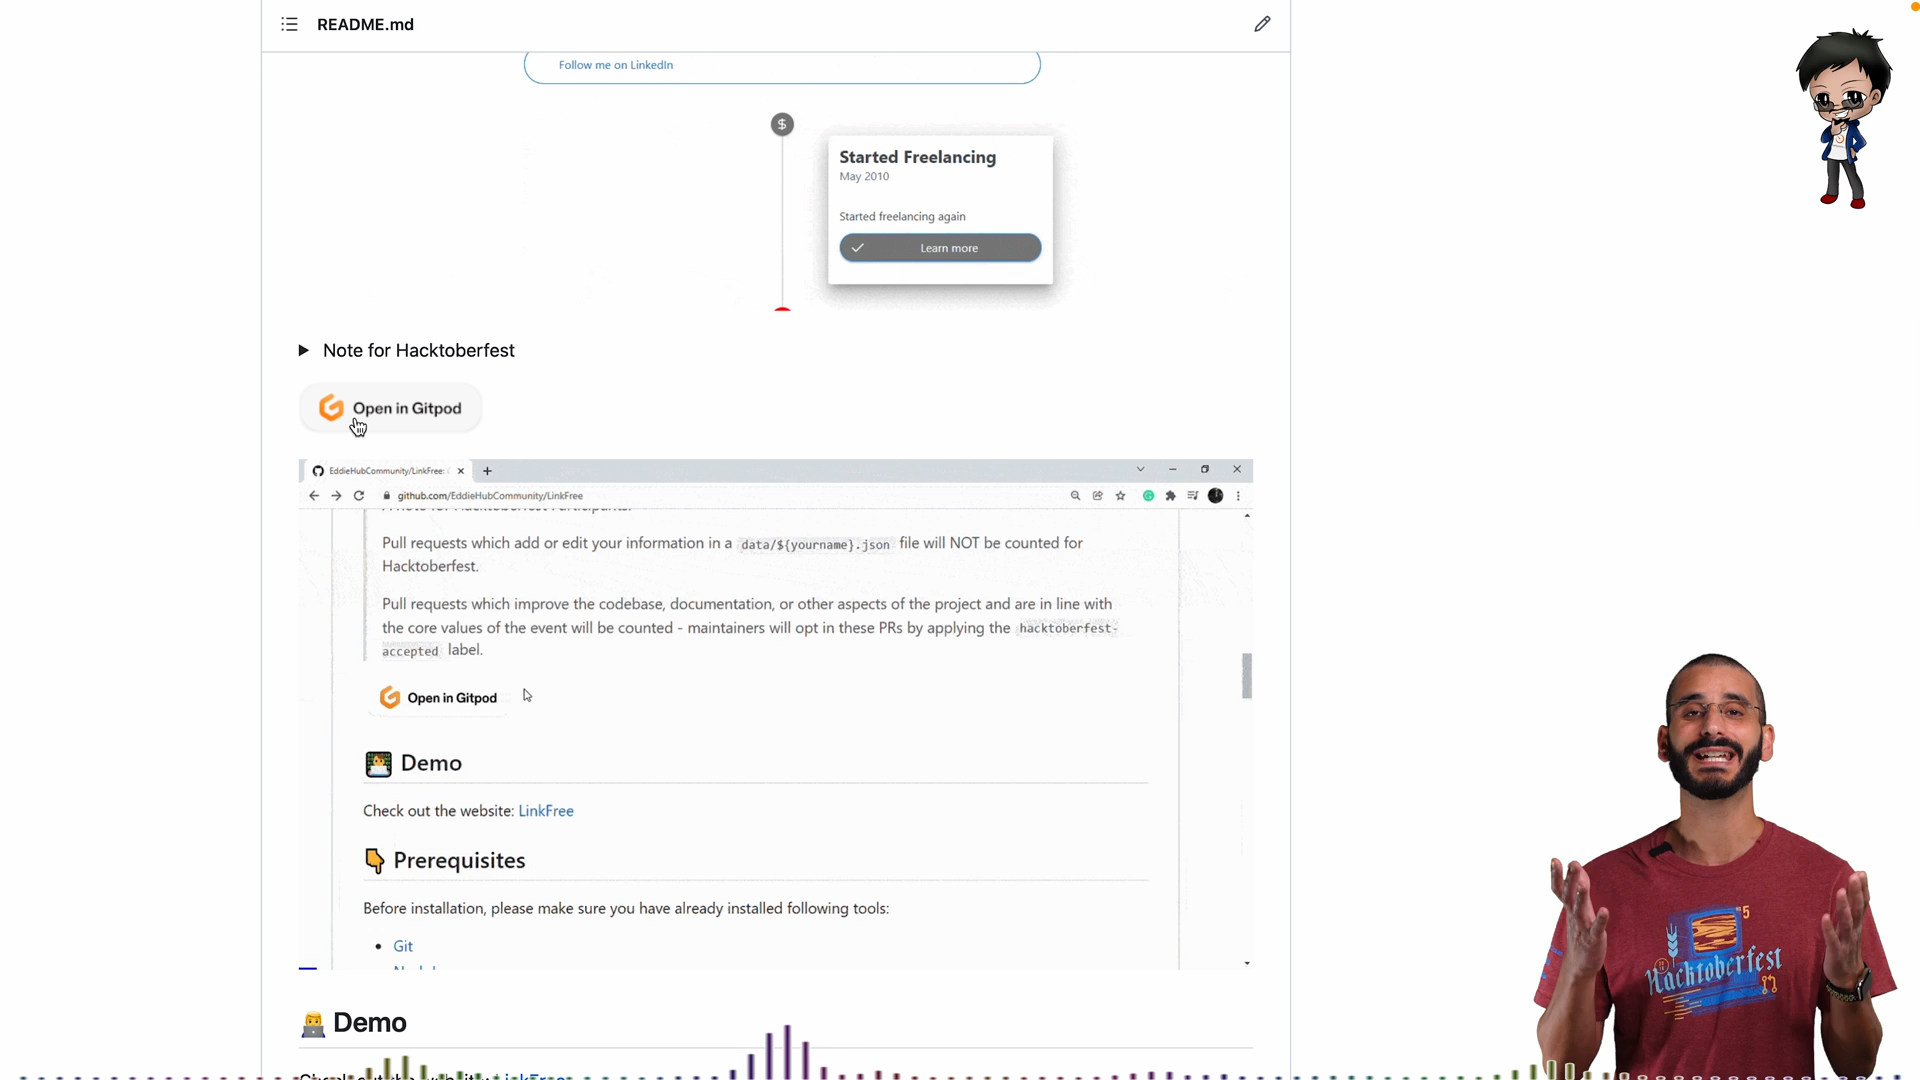 README.md
Follow me on LinkedIn
$
Started Freelancing
May 2010
Started freelancing again
Learn more
Note for Hacktoberfest
Open in Gitpod
EddieHubCommunity/LinkFree:
github.com/EddieHubCommunity/LinkFree
Pull requests which add or edit your information in a data/${yourname}.json file will NOT be counted for
Hacktoberfest.
Pull requests which improve the codebase, documentation, or other aspects of the project and are in line with
the core values of the event will be counted - maintainers will opt in these PRs by applying the hacktoberfest-
accepted label.
Open in Gitpod
Demo
Check out the website: LinkFree
Prerequisites
Before installation, please make sure you have already installed following tools:
Git
Demo
Hacktoberfest